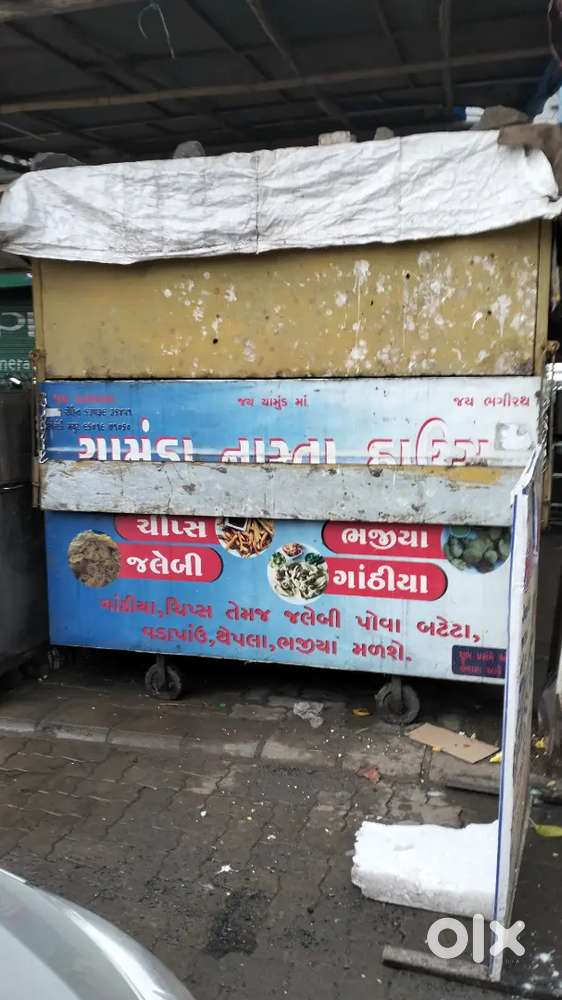 જય ચામુંડ માં
જય ભગીરથ
ચામુંડા નાસ્તા હાઉસ
ચીપ્સ
ભજીયા
જલેબી
ગાંઠીયા
ગાંઠીયા,ચિપ્સ તેમજ જલેબી પોવા બટેટા,
વડાપાંઉ,થેપલા,ભજીયાં મળશે.
olx